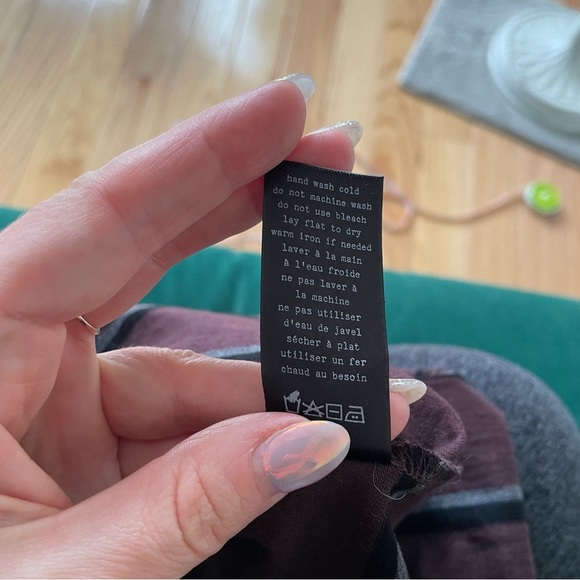 hand wash cold
do not machine wash
do not use bleach
lay flat to dry
warm iron if needed
laver à la main
à l'eau froide
ne pas laver à
la machine
ne pas utiliser
d'eau de javel
sécher à plat
utiliser un fer
chaud au besoin